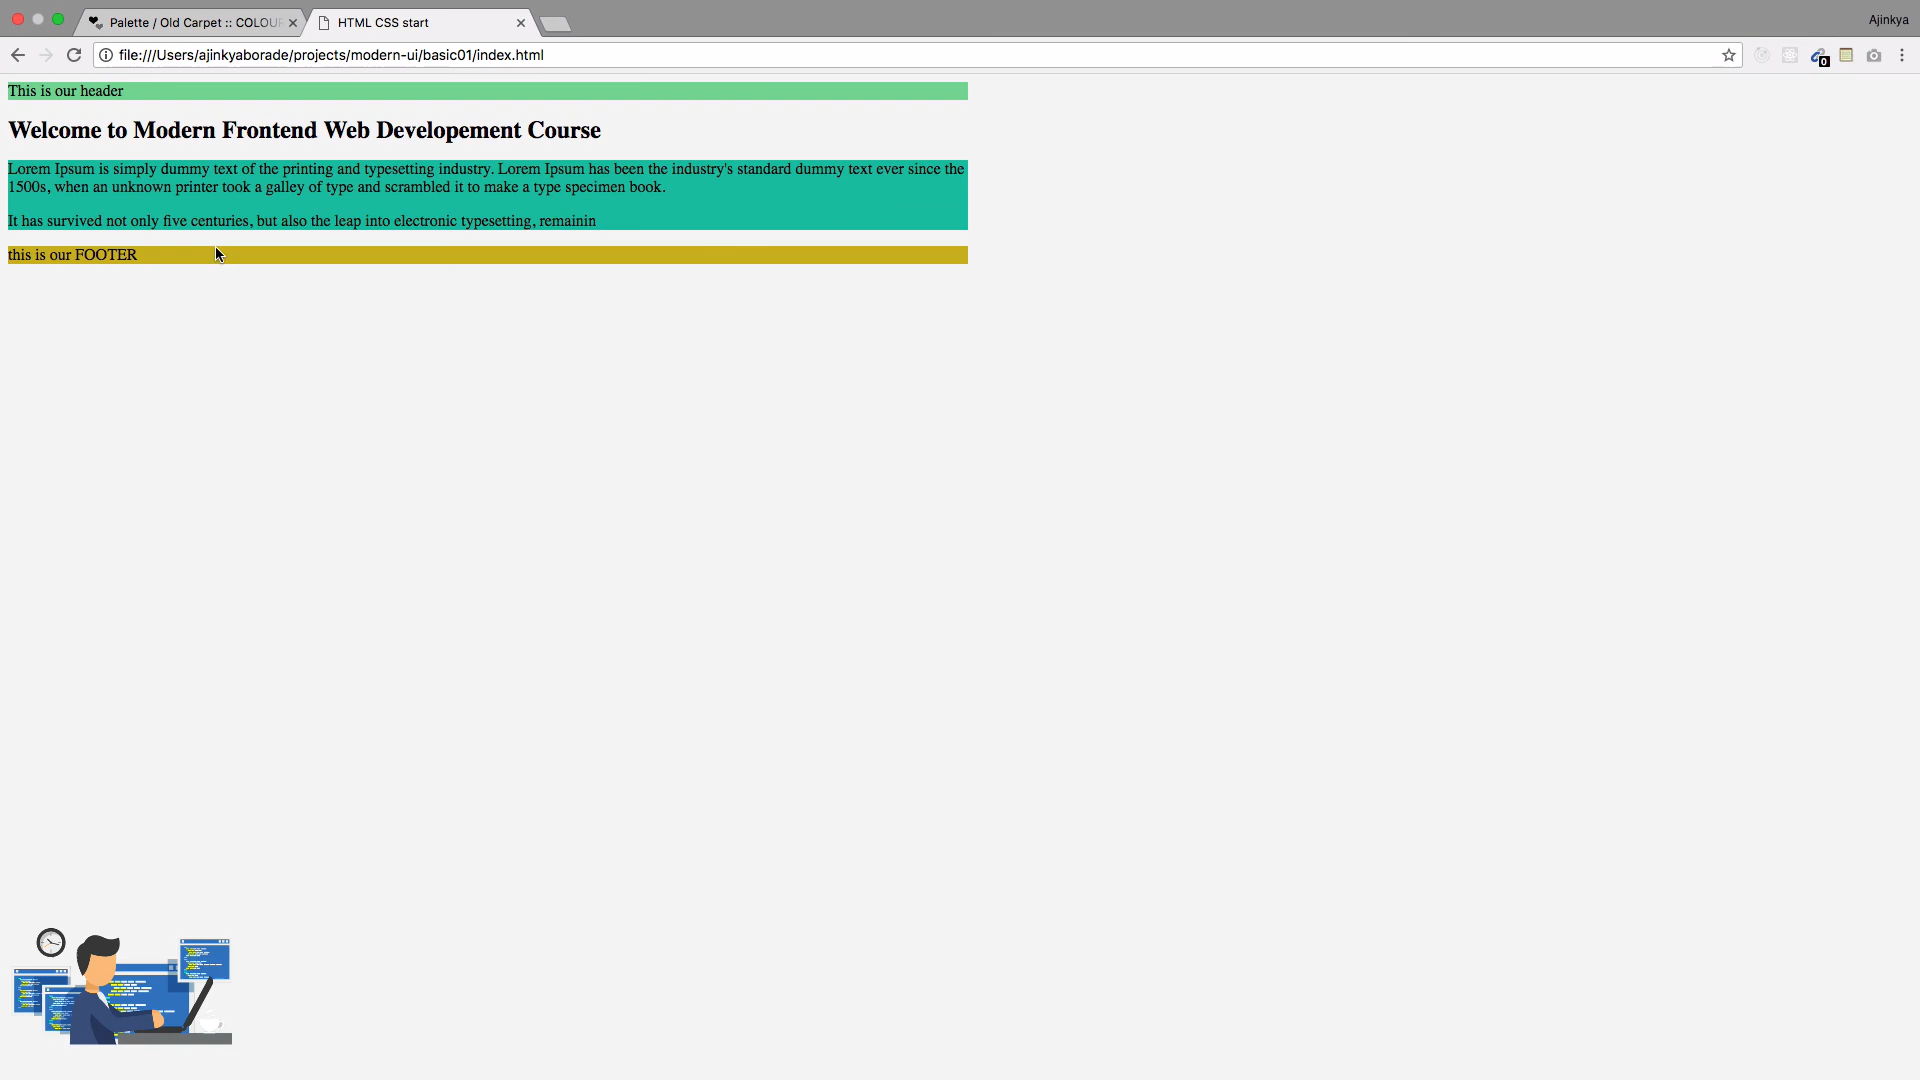 Palette / Old Carpet :: COLOU
HTML CSS start
Ajinkya
file:///Users/ajinkyaborade/projects/modern-ui/basic01/index.html
0
This is our header
Welcome to Modern Frontend Web Developement Course
Lorem Ipsum is simply dummy text of the printing and typesetting industry. Lorem Ipsum has been the industry's standard dummy text ever since the
1500s, when an unknown printer took a galley of type and scrambled it to make a type specimen book.
It has survived not only five centuries, but also the leap into electronic typesetting, remainin
this is our FOOTER